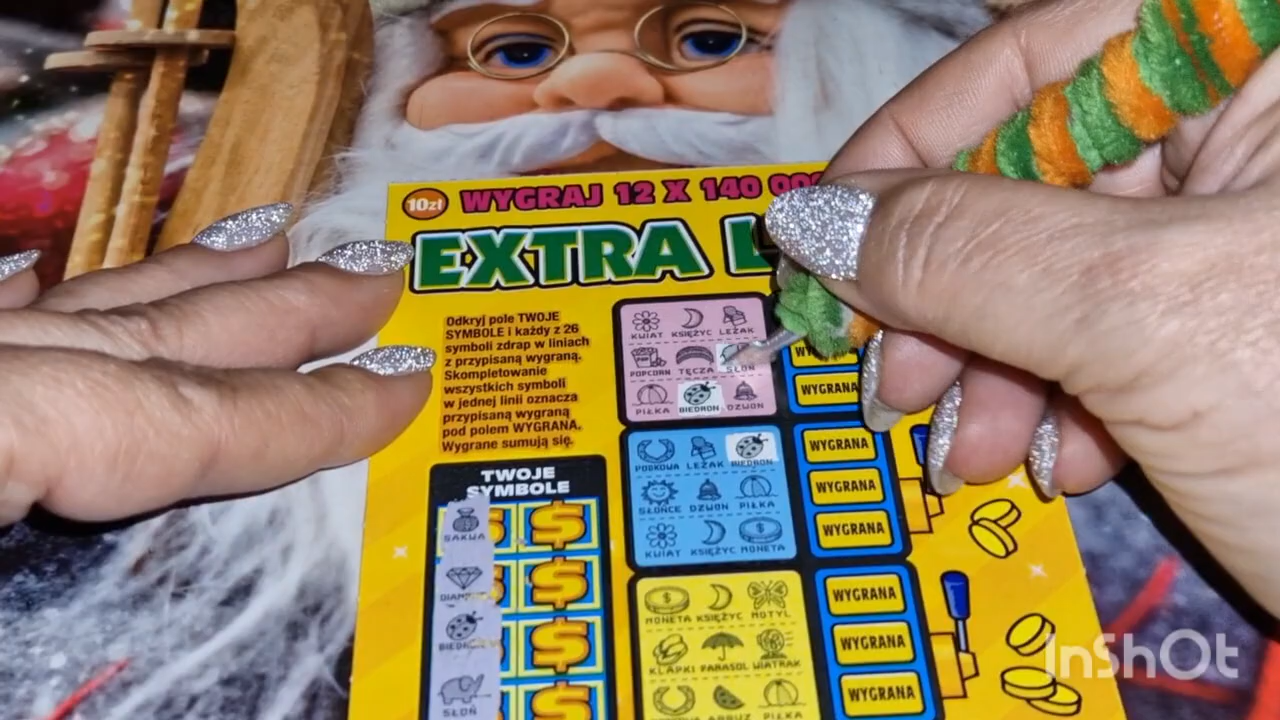 10zł WYGRAJ 12 X 140 000
EXTRA L
Odkryj pole TWOJE
SYMBOLE i każdy z 26
symboli zdrap w liniach
z przypisaną wygraną.
Skompletowanie
wszystkich symboli
w jednej linii oznacza
przypisaną wygraną
pod polem WYGRANA.
Wygrane sumują się.
KWIAT KSIĘŻYC LEŻAK
POPCORN TĘCZA SŁOŃ
PIŁKA BIEDRON DZWON
WYGRANA
PODKOWA LEŻAK BIEDRON
SŁOŃCE DZWON PIŁKA
KWIAT KSIĘŻYC MONETA
WYGRANA
WYGRANA
WYGRANA
TWOJE
SYMBOLE
SAKWA
BIEDRON
SŁOŃ
MONETA KSIĘŻYC MOTYL
KLAPKI PARASOL WIATRAK
ARBUZ PIŁKA
WYGRANA
WYGRANA
WYGRANA
InShOt